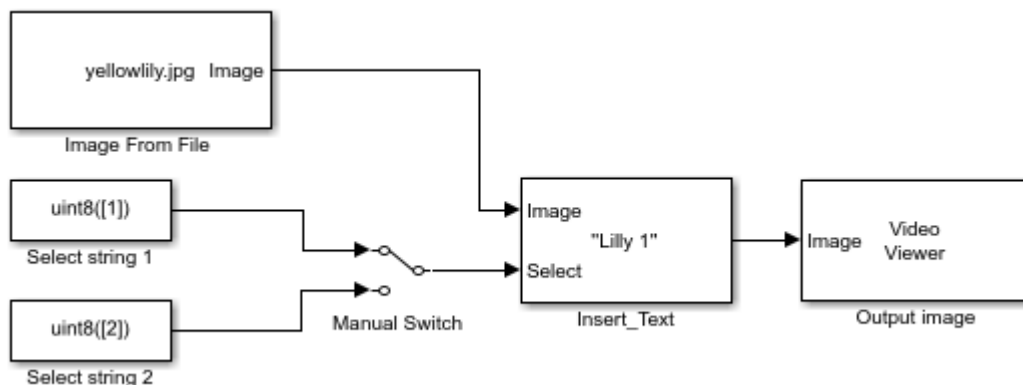 yellowlily.jpg Image
Image From File
uint8([1])
Select string 1
uint8([2])
Select string 2
Manual Switch
Image
"Lilly 1"
Select
Insert_Text
Image
Video
Viewer
Output image